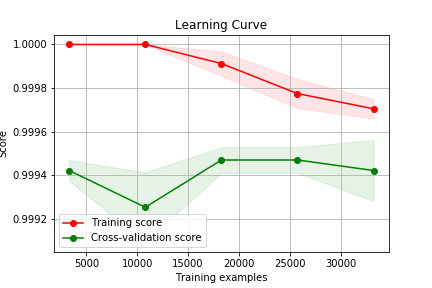 Learning Curve
1.0000
0.9998
0.9996
0.9994
0.9992
Score
Training score
Cross-validation score
5000 10000 15000 20000 25000 30000
Training examples